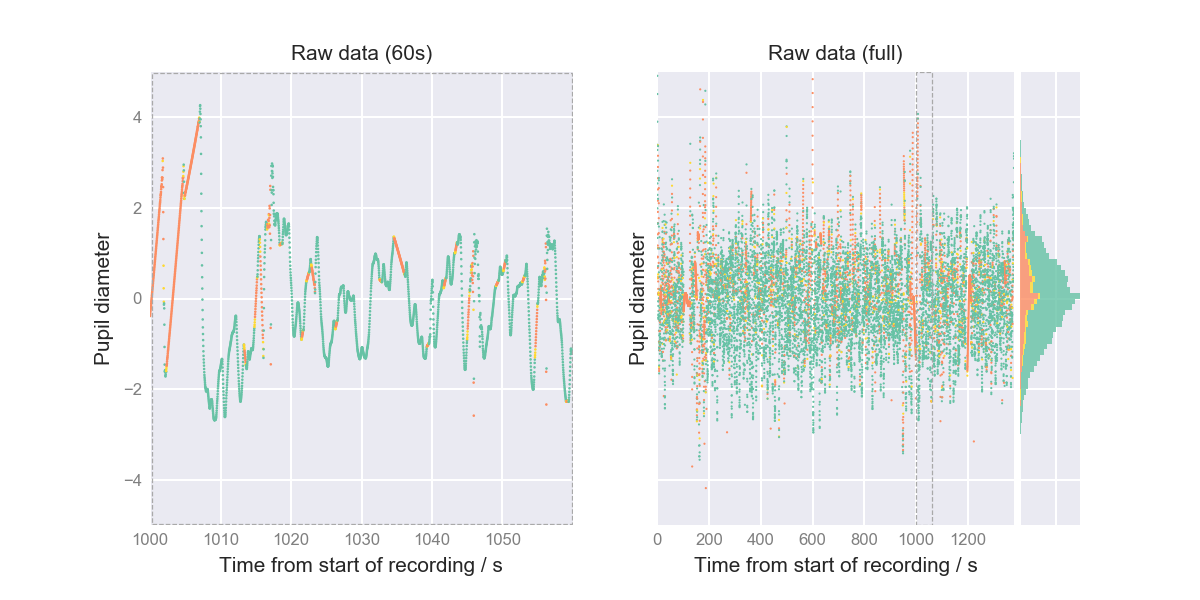 Raw data (60s)
Raw data (full)
Pupil diameter
4
2
0
−2
−4
1000 1010 1020 1030 1040 1050
Time from start of recording / s
Pupil diameter
0 200 400 600 800 1000 1200
Time from start of recording / s